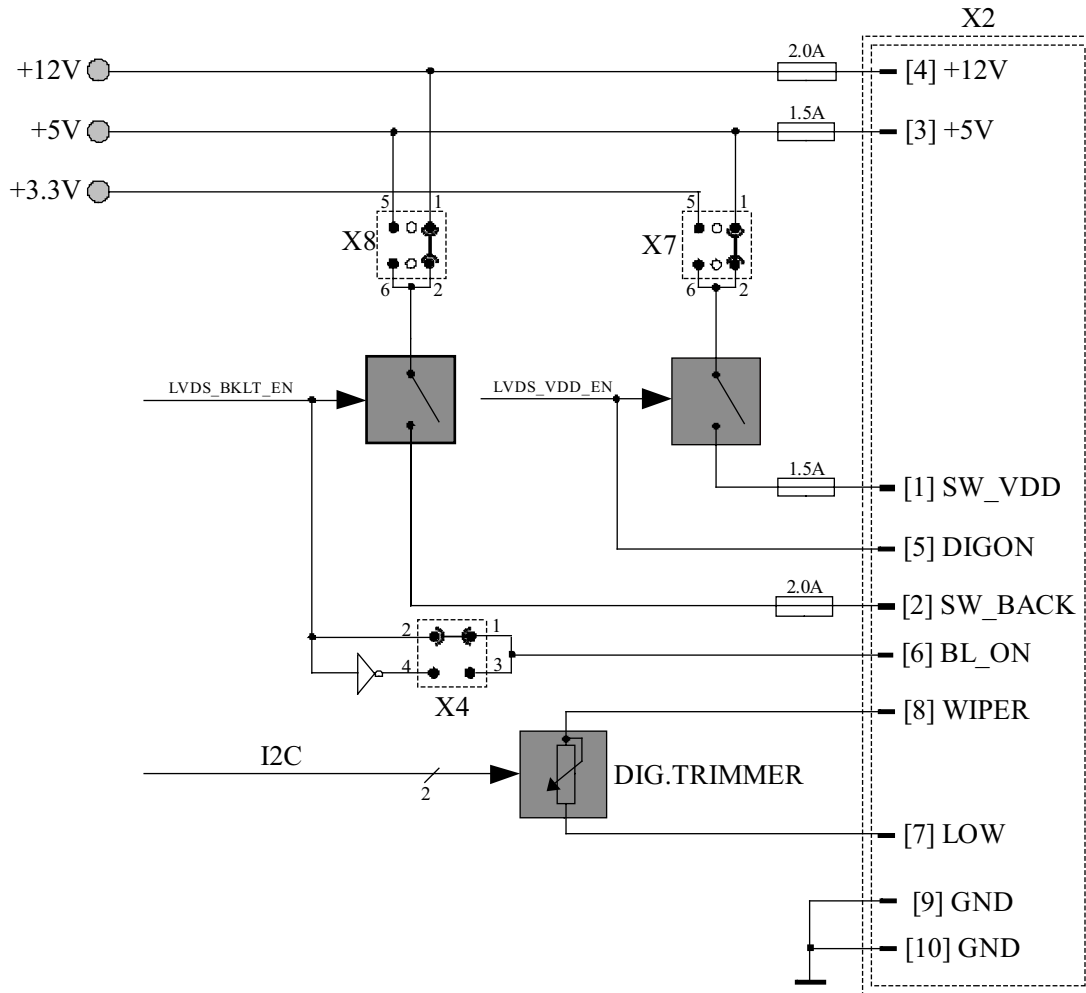 X2
2.0A
+12V
[4] +12V
1.5A
+5V
[3] +5V
+3.3V
5 1
5 1
X8
X7
6 2
6 2
LVDS_BKLT_EN
LVDS_VDD_EN
1.5A
[1] SW_VDD
[5] DIGON
2.0A
[2] SW_BACK
2 1
[6] BL_ON
4 3
X4
[8] WIPER
I2C
2
DIG.TRIMMER
[7] LOW
[9] GND
[10] GND